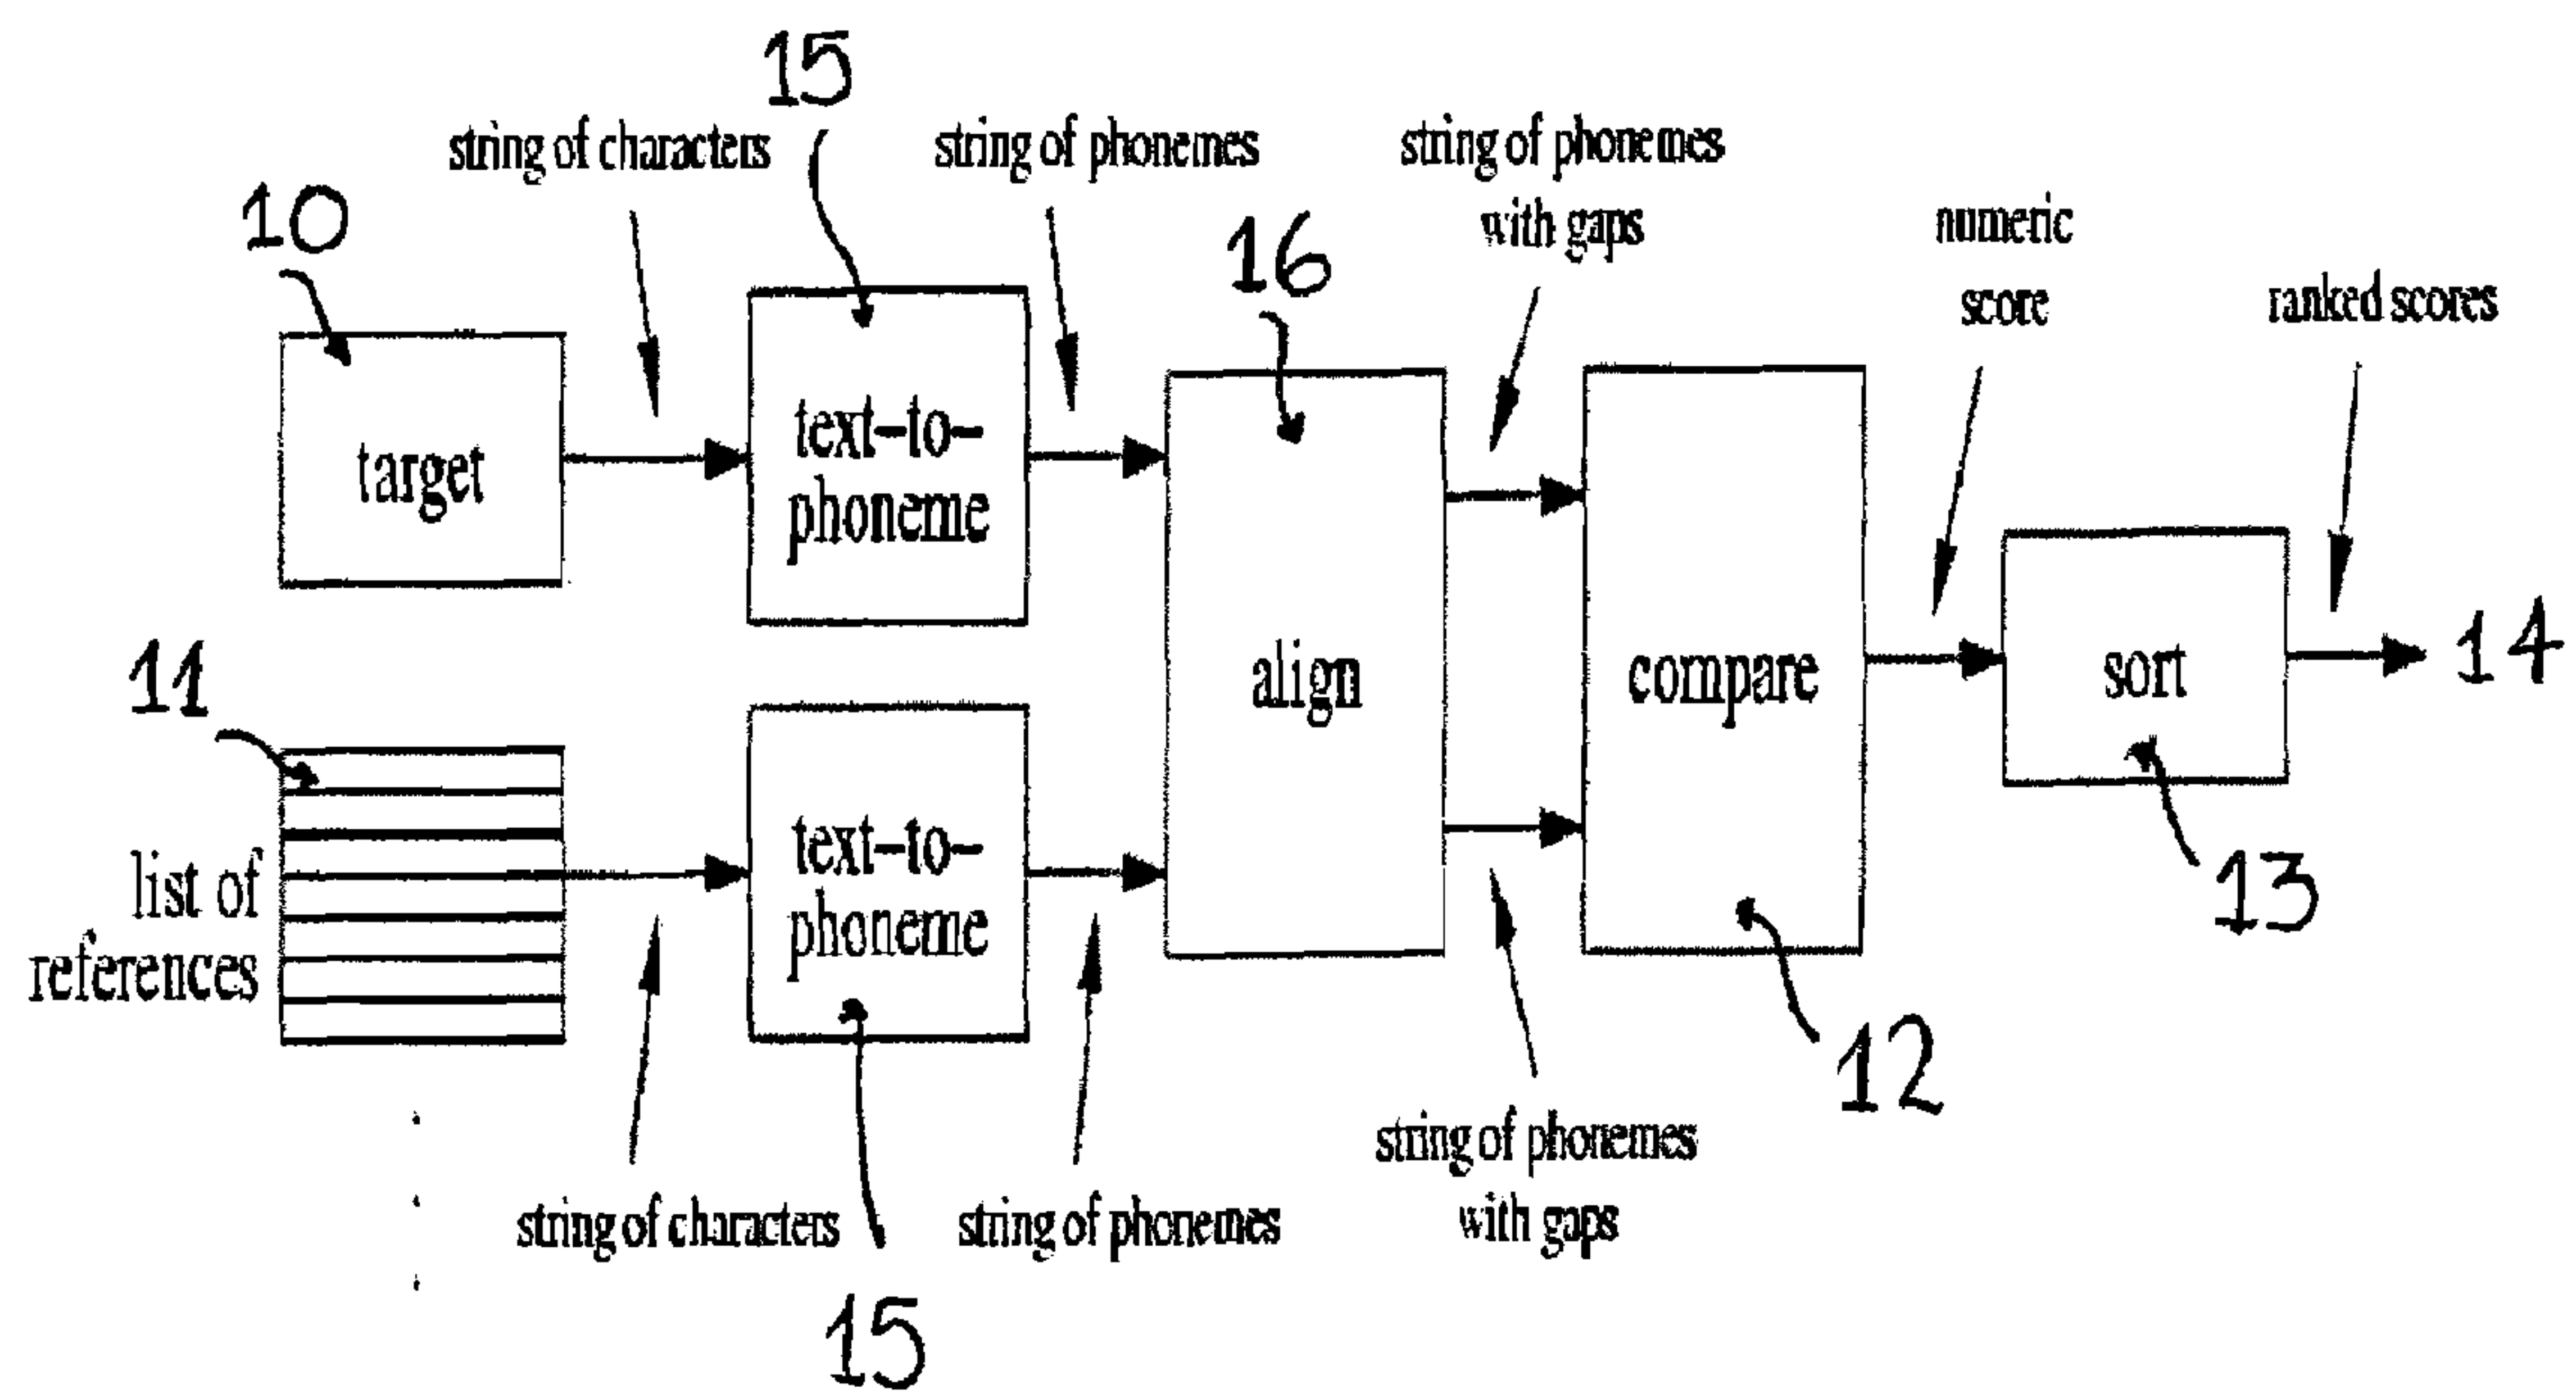 15
string of characters
string of phonemes
string of phonemes
with gaps
10
16
numeric
score
ranked scores
target
text-to-
phoneme
align
compare
sort
14
11
list of
references
text-to-
phoneme
13
12
string of characters
string of phonemes
string of phonemes
with gaps
15